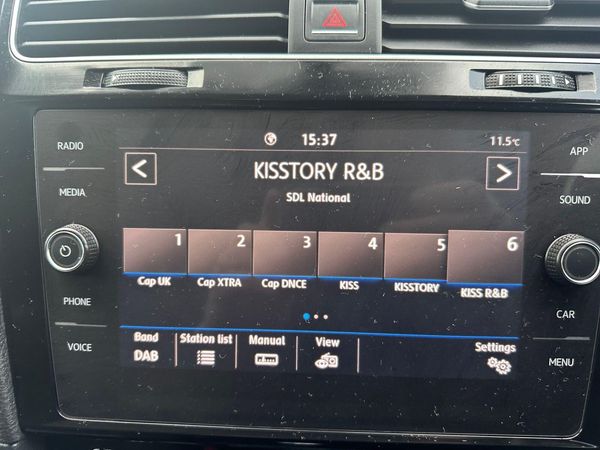 RADIO
MEDIA
PHONE
VOICE
15:37
11.5°C
KISSTORY R&B
SDL National
1
2
3
4
5
6
Cap UK
Cap XTRA
Cap DNCE
KISS
KISSTORY
KISS R&B
Band
DAB
Station list
Manual
View
Settings
APP
SOUND
CAR
MENU